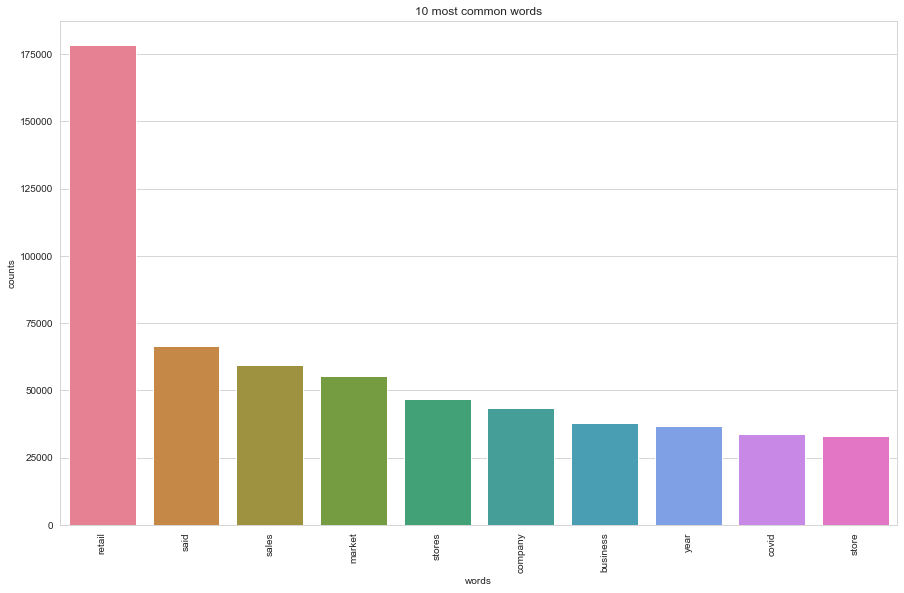 10 most common words
175000
150000
125000
100000
75000
50000
25000
0
counts
retail
said
sales
market
stores
company
business
year
covid
store
words